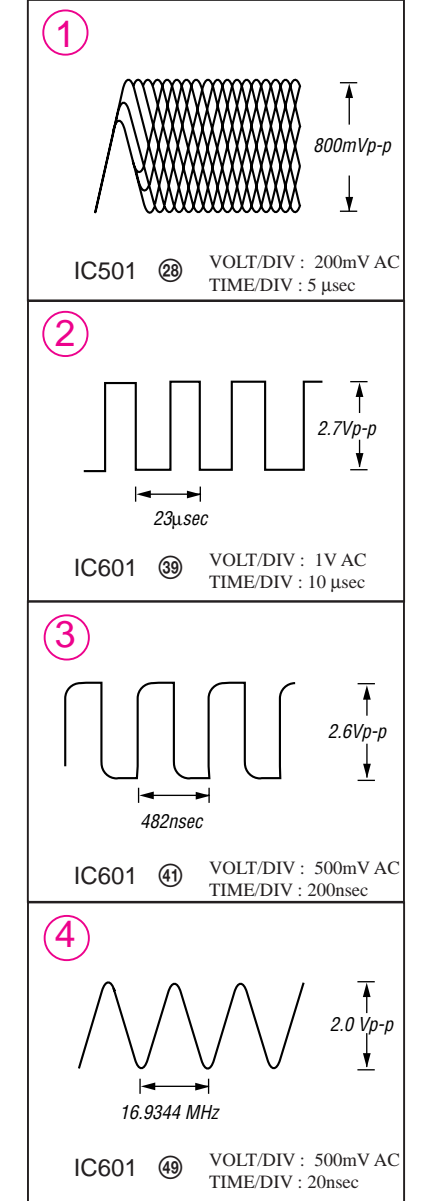 1
800mVp-p
IC501 ㉘ VOLT/DIV : 200mV AC
TIME/DIV : 5 μsec
2
2.7Vp-p
23μsec
IC601 ㊴ VOLT/DIV : 1V AC
TIME/DIV : 10 μsec
3
2.6Vp-p
482nsec
IC601 ㊶ VOLT/DIV : 500mV AC
TIME/DIV : 200nsec
4
2.0 Vp-p
16.9344 MHz
IC601 ㊾ VOLT/DIV : 500mV AC
TIME/DIV : 20nsec